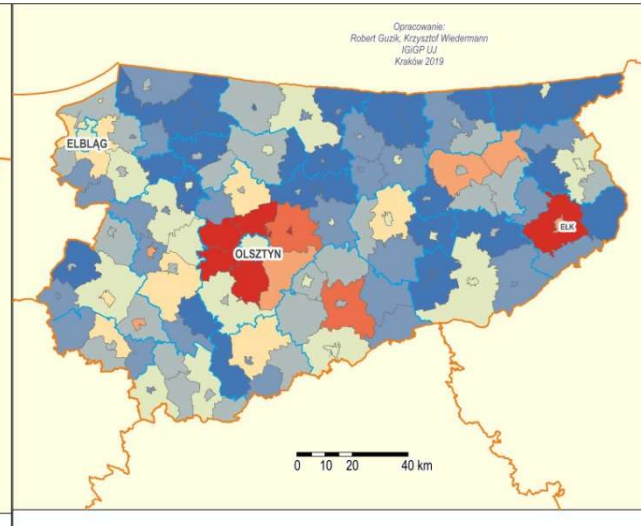 Opracowanie:
Robert Guzik, Krzysztof Wiedermann
IGiGP UJ
Kraków 2019
ELBLĄG
EŁK
OLSZTYN
0 10 20 40 km